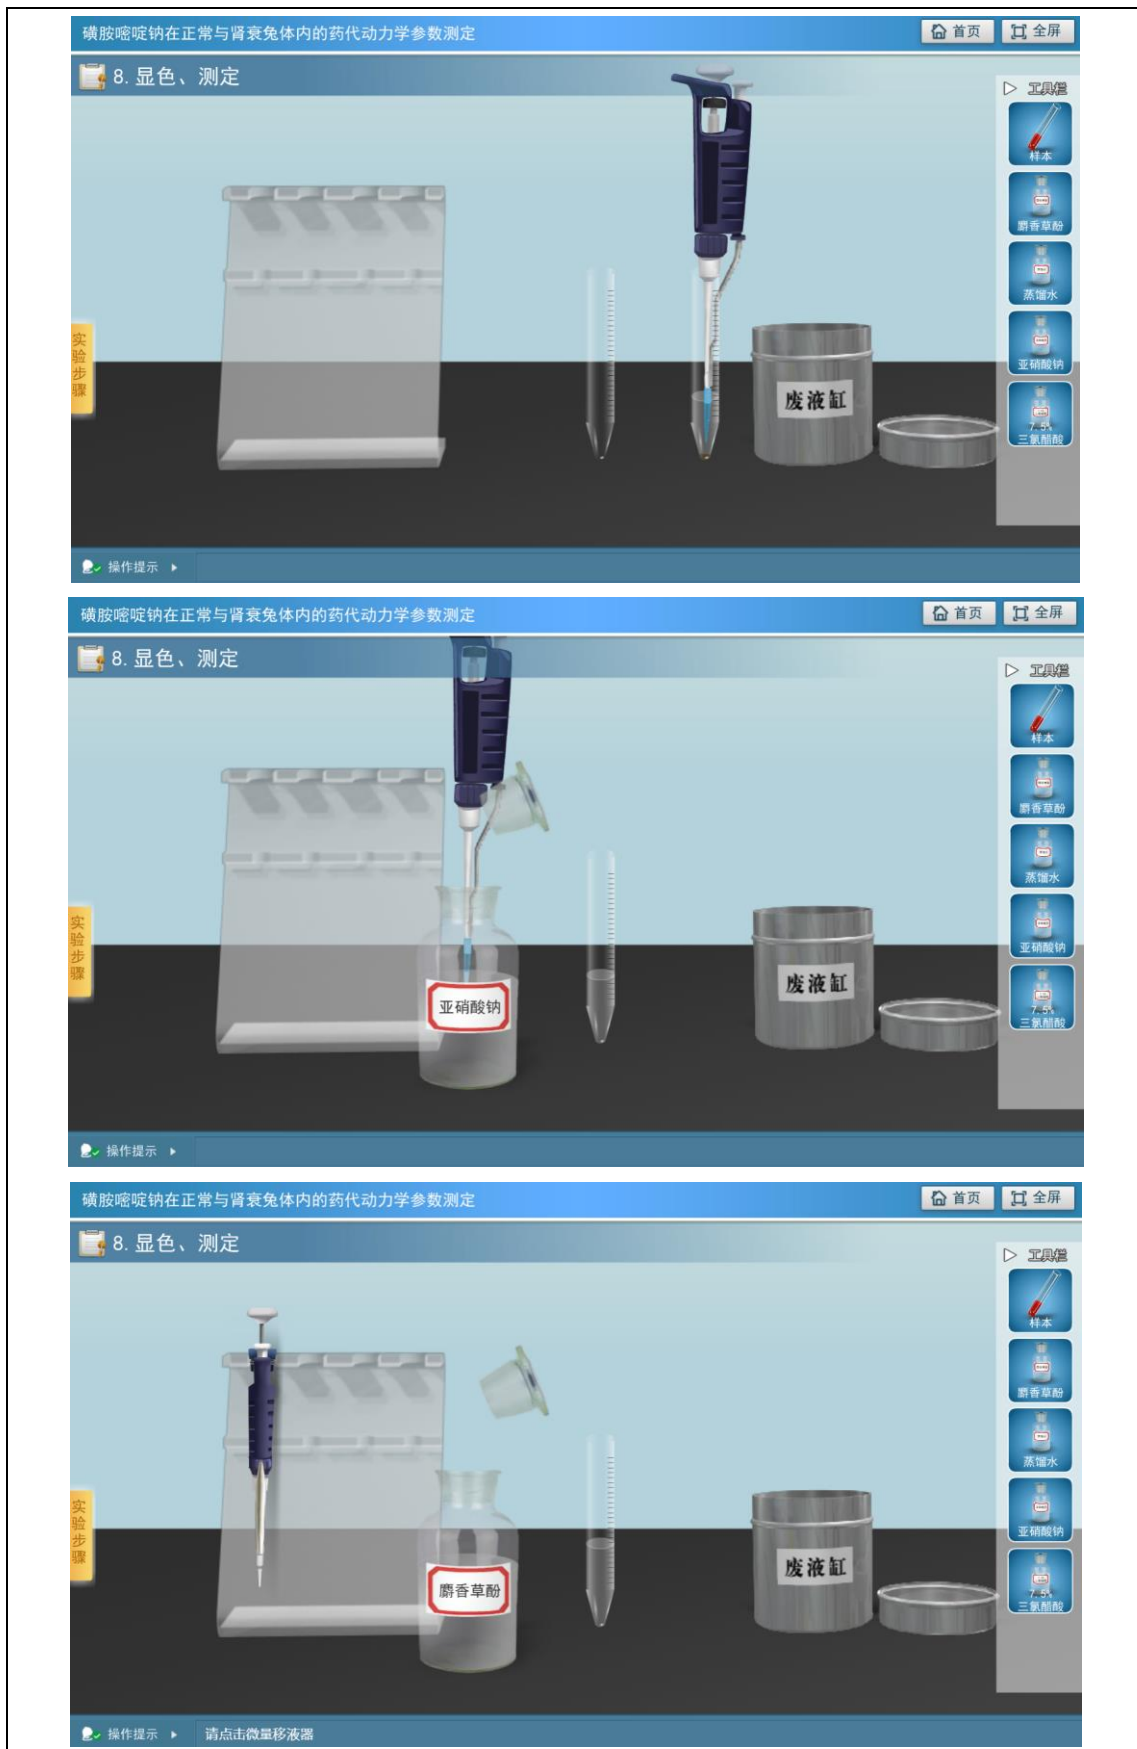 磺胺嘧啶钠在正常与肾衰兔体内的药代动力学参数测定
首页
全屏
8. 显色、测定
工具栏
样本
麝香草酚
蒸馏水
亚硝酸钠
7.5%
三氯醋酸
实验步骤
废液缸
操作提示
磺胺嘧啶钠在正常与肾衰兔体内的药代动力学参数测定
首页
全屏
8. 显色、测定
工具栏
样本
麝香草酚
蒸馏水
亚硝酸钠
7.5%
三氯醋酸
实验步骤
亚硝酸钠
废液缸
操作提示
磺胺嘧啶钠在正常与肾衰兔体内的药代动力学参数测定
首页
全屏
8. 显色、测定
工具栏
样本
麝香草酚
蒸馏水
亚硝酸钠
7.5%
三氯醋酸
实验步骤
麝香草酚
废液缸
操作提示
请点击微量移液器